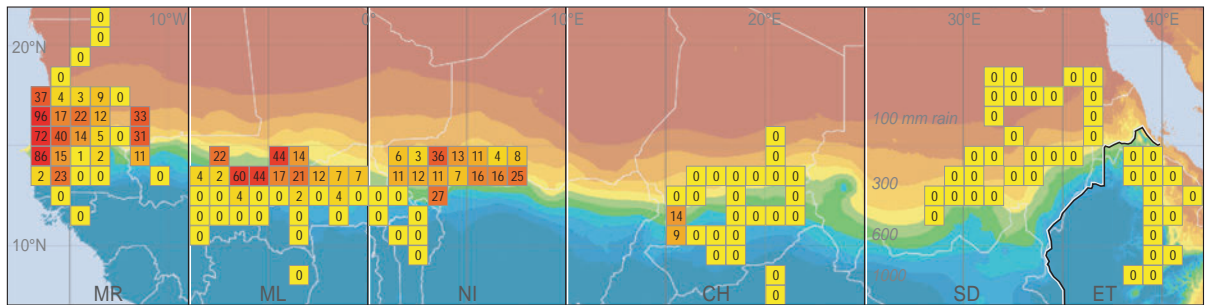 0 10°W 0° 10°E 20°E 30°E 40°E
0
20°N
0
0 0 0 0 0
37 4 3 9 0 0 0 0 0 0
96 17 22 12 33 100 mm rain 0 0
72 40 14 5 0 31 0 0 0
86 15 1 2 11 22 44 14 6 3 36 13 11 4 8 0 0 0 0 0 0 0 0
2 23 0 0 0 4 2 60 44 17 21 12 7 7 11 12 11 7 16 16 25 0 0 0 0 0 0 300 0 0 0 0 0 0 0
0 0 0 4 0 0 2 0 4 0 0 0 27 0 0 0 0 0 0 0 0 0 0
0 0 0 0 0 0 0 0 14 0 0 0 0 0 0 0
10°N 0 0 0 0 9 0 0 0 600 0
0 0 0 0 0
0 0 1000 0 0
MR ML NI CH 0 SD ET